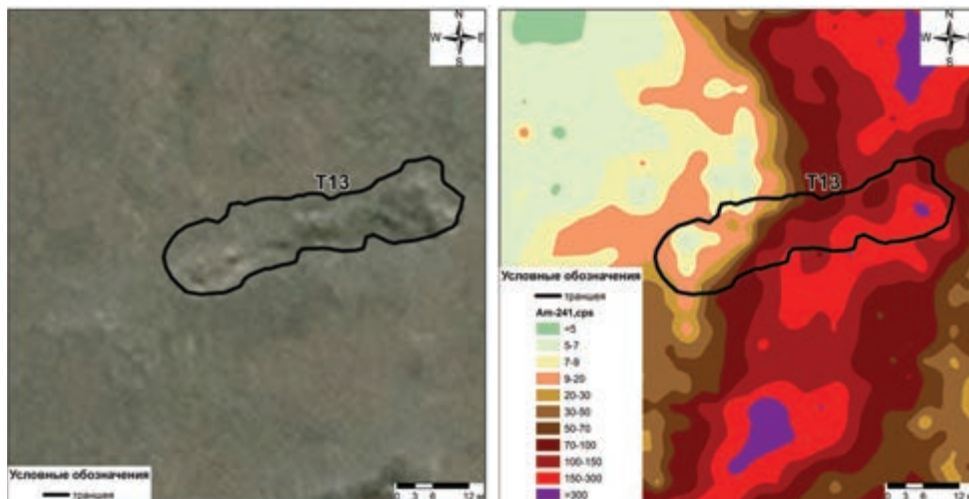 N
W E
S
T13
Условные обозначения
траншея
0 3 6 12
N
W E
S
T13
Условные обозначения
траншея
Am-241,cps
<5
5-7
7-9
9-20
20-30
30-50
50-70
70-100
100-150
150-300
>300
0 3 6 12